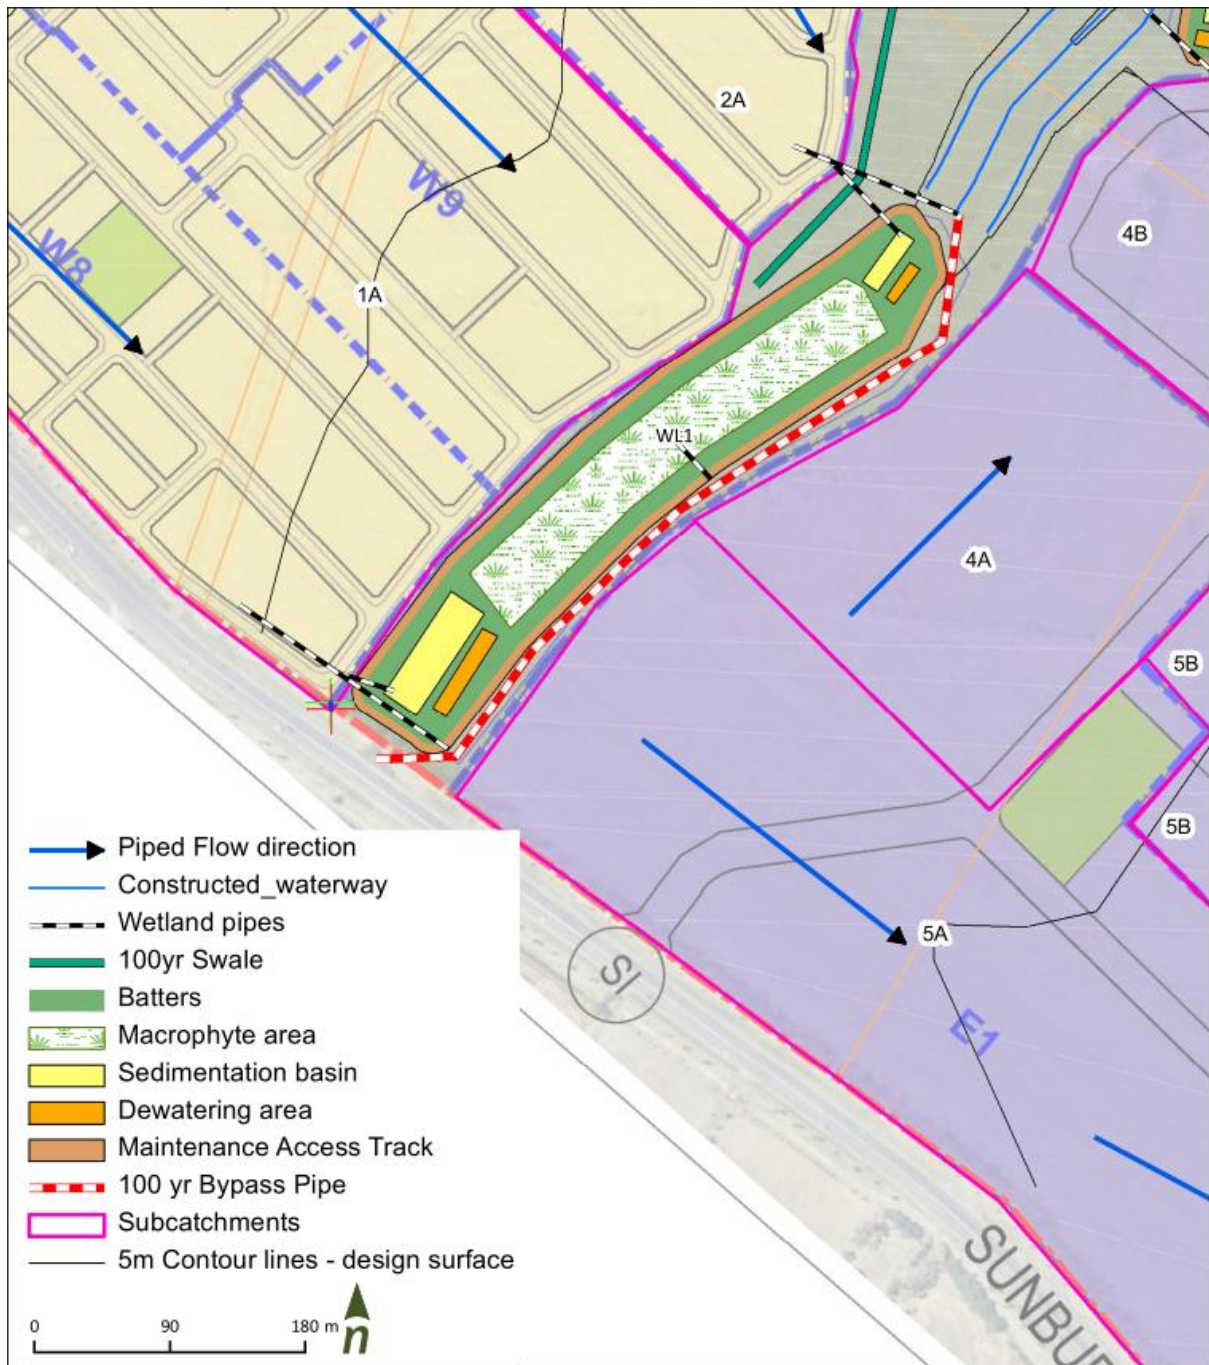 2A
W9
4B
W8
1A
WL1
4A
5B
5B
5A
SI
E1
SUNBU
Piped Flow direction
Constructed_waterway
Wetland pipes
100yr Swale
Batters
Macrophyte area
Sedimentation basin
Dewatering area
Maintenance Access Track
100 yr Bypass Pipe
Subcatchments
5m Contour lines - design surface
0 90 180 m
n